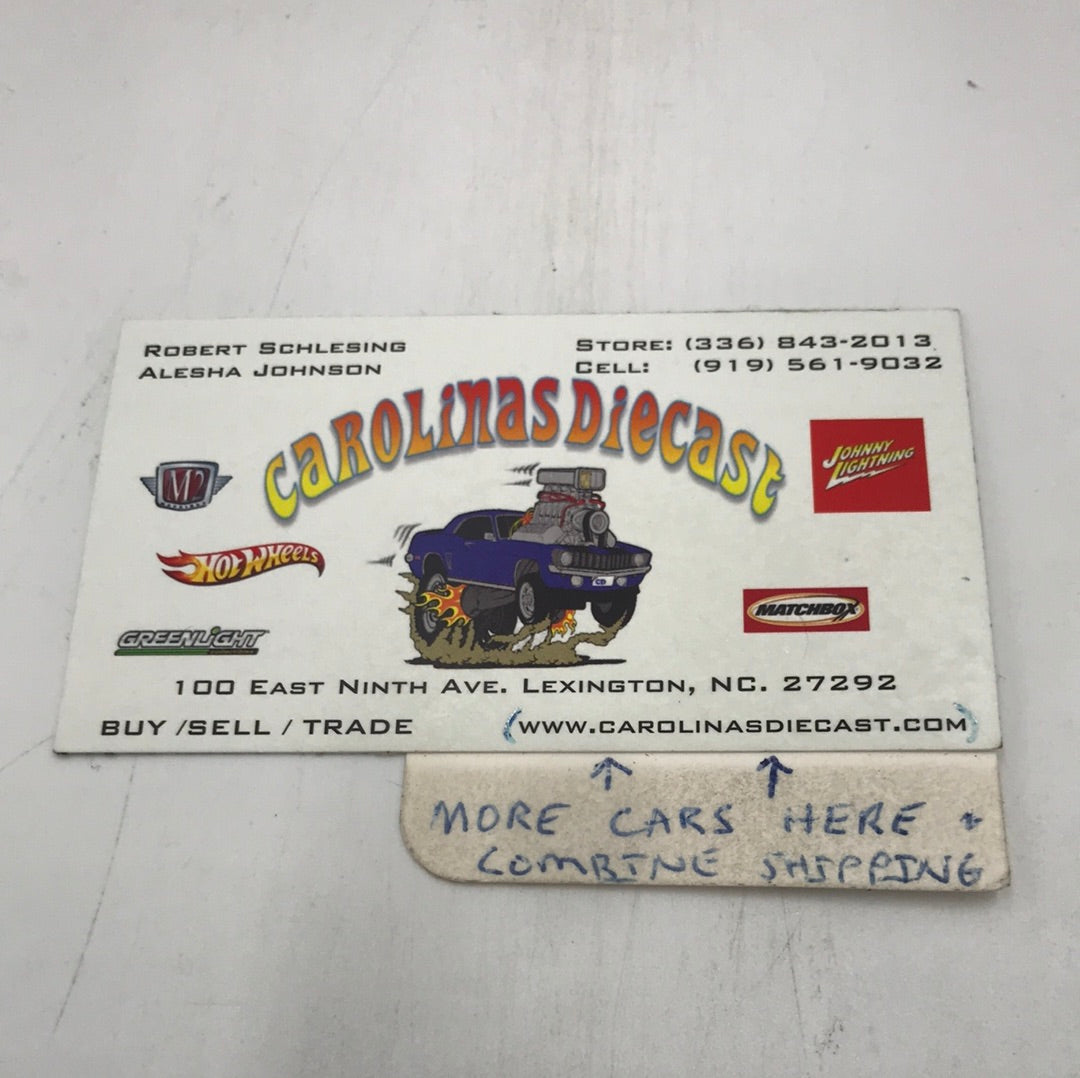 ROBERT SCHLESING
ALESHA JOHNSON
STORE: (336) 843-2013
CELL: (919) 561-9032
CAROLINAS DIECAST
M2
JOHNNY
LIGHTNING
HOT WHEELS
CD
MATCHBOX
GREENLIGHT
100 EAST NINTH AVE. LEXINGTON, NC. 27292
BUY /SELL / TRADE
(WWW.CAROLINASDIECAST.COM)
↑ ↑
MORE CARS HERE +
COMBINE SHIPPING